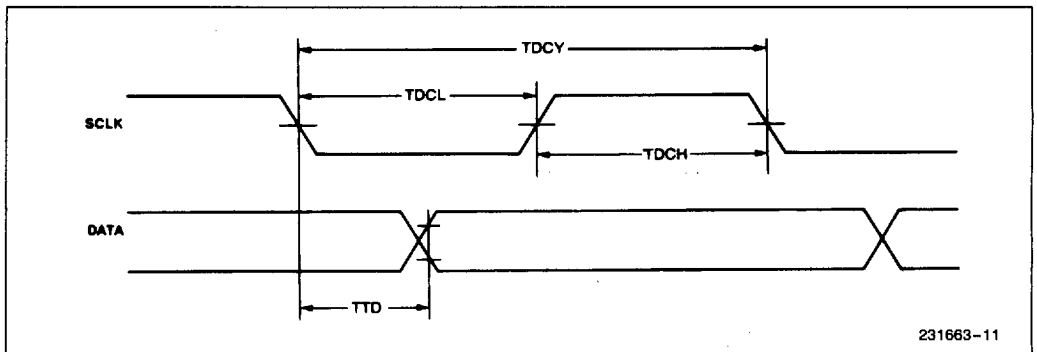 TDCY
TDCL
SCLK
TDCH
DATA
TTD
231663-11